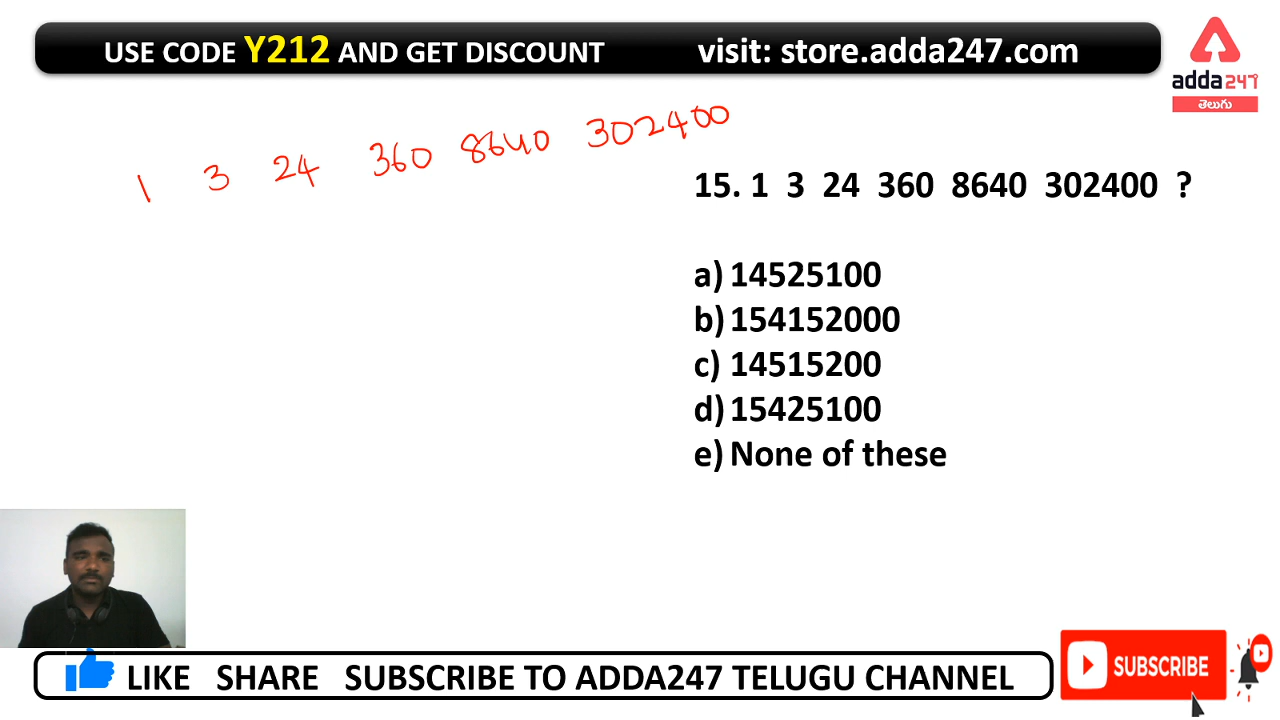 USE CODE Y212 AND GET DISCOUNT visit: store.adda247.com
adda247
తెలుగు
1 3 24 360 8640 302400
15. 1 3 24 360 8640 302400 ?
a) 14525100
b) 154152000
c) 14515200
d) 15425100
e) None of these
LIKE SHARE SUBSCRIBE TO ADDA247 TELUGU CHANNEL
SUBSCRIBE